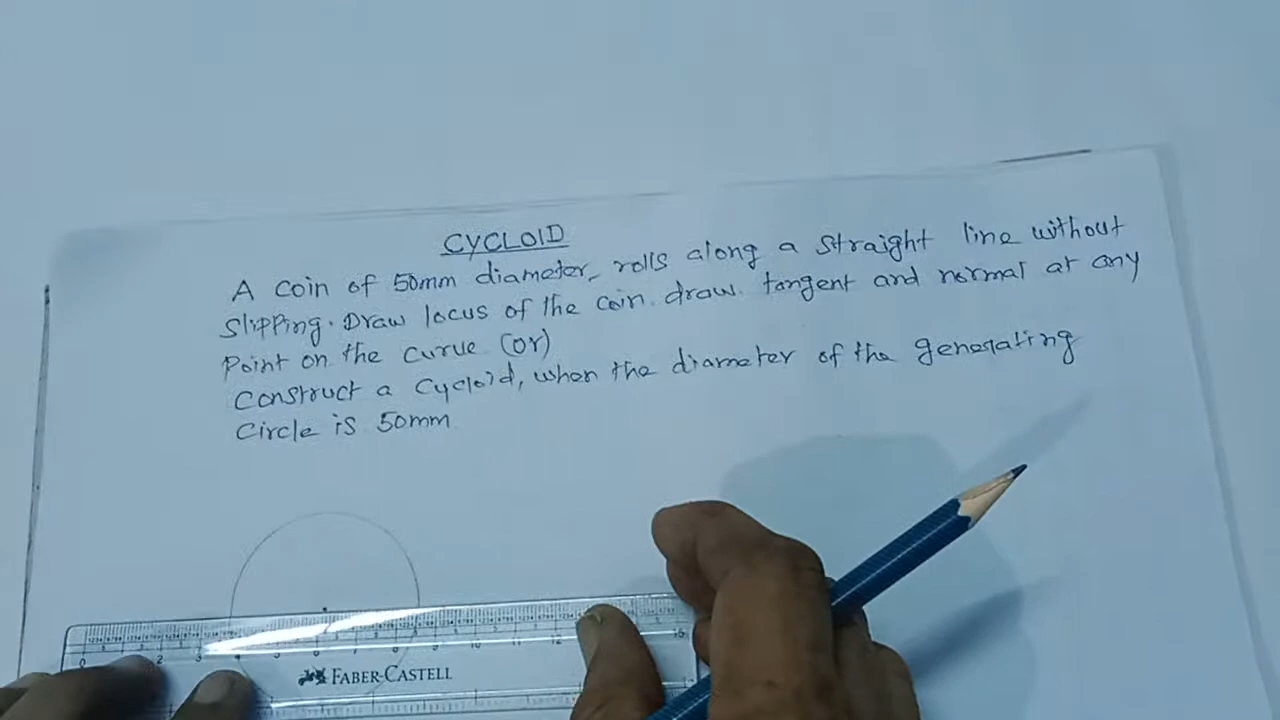 CYCLOID
A coin of 50mm diameter, rolls along a straight line without
slipping. Draw locus of the coin. draw. tangent and normal at any
Point on the curve (or)
Construct a cycloid, when the diameter of the generating
circle is 50mm
FABER-CASTELL